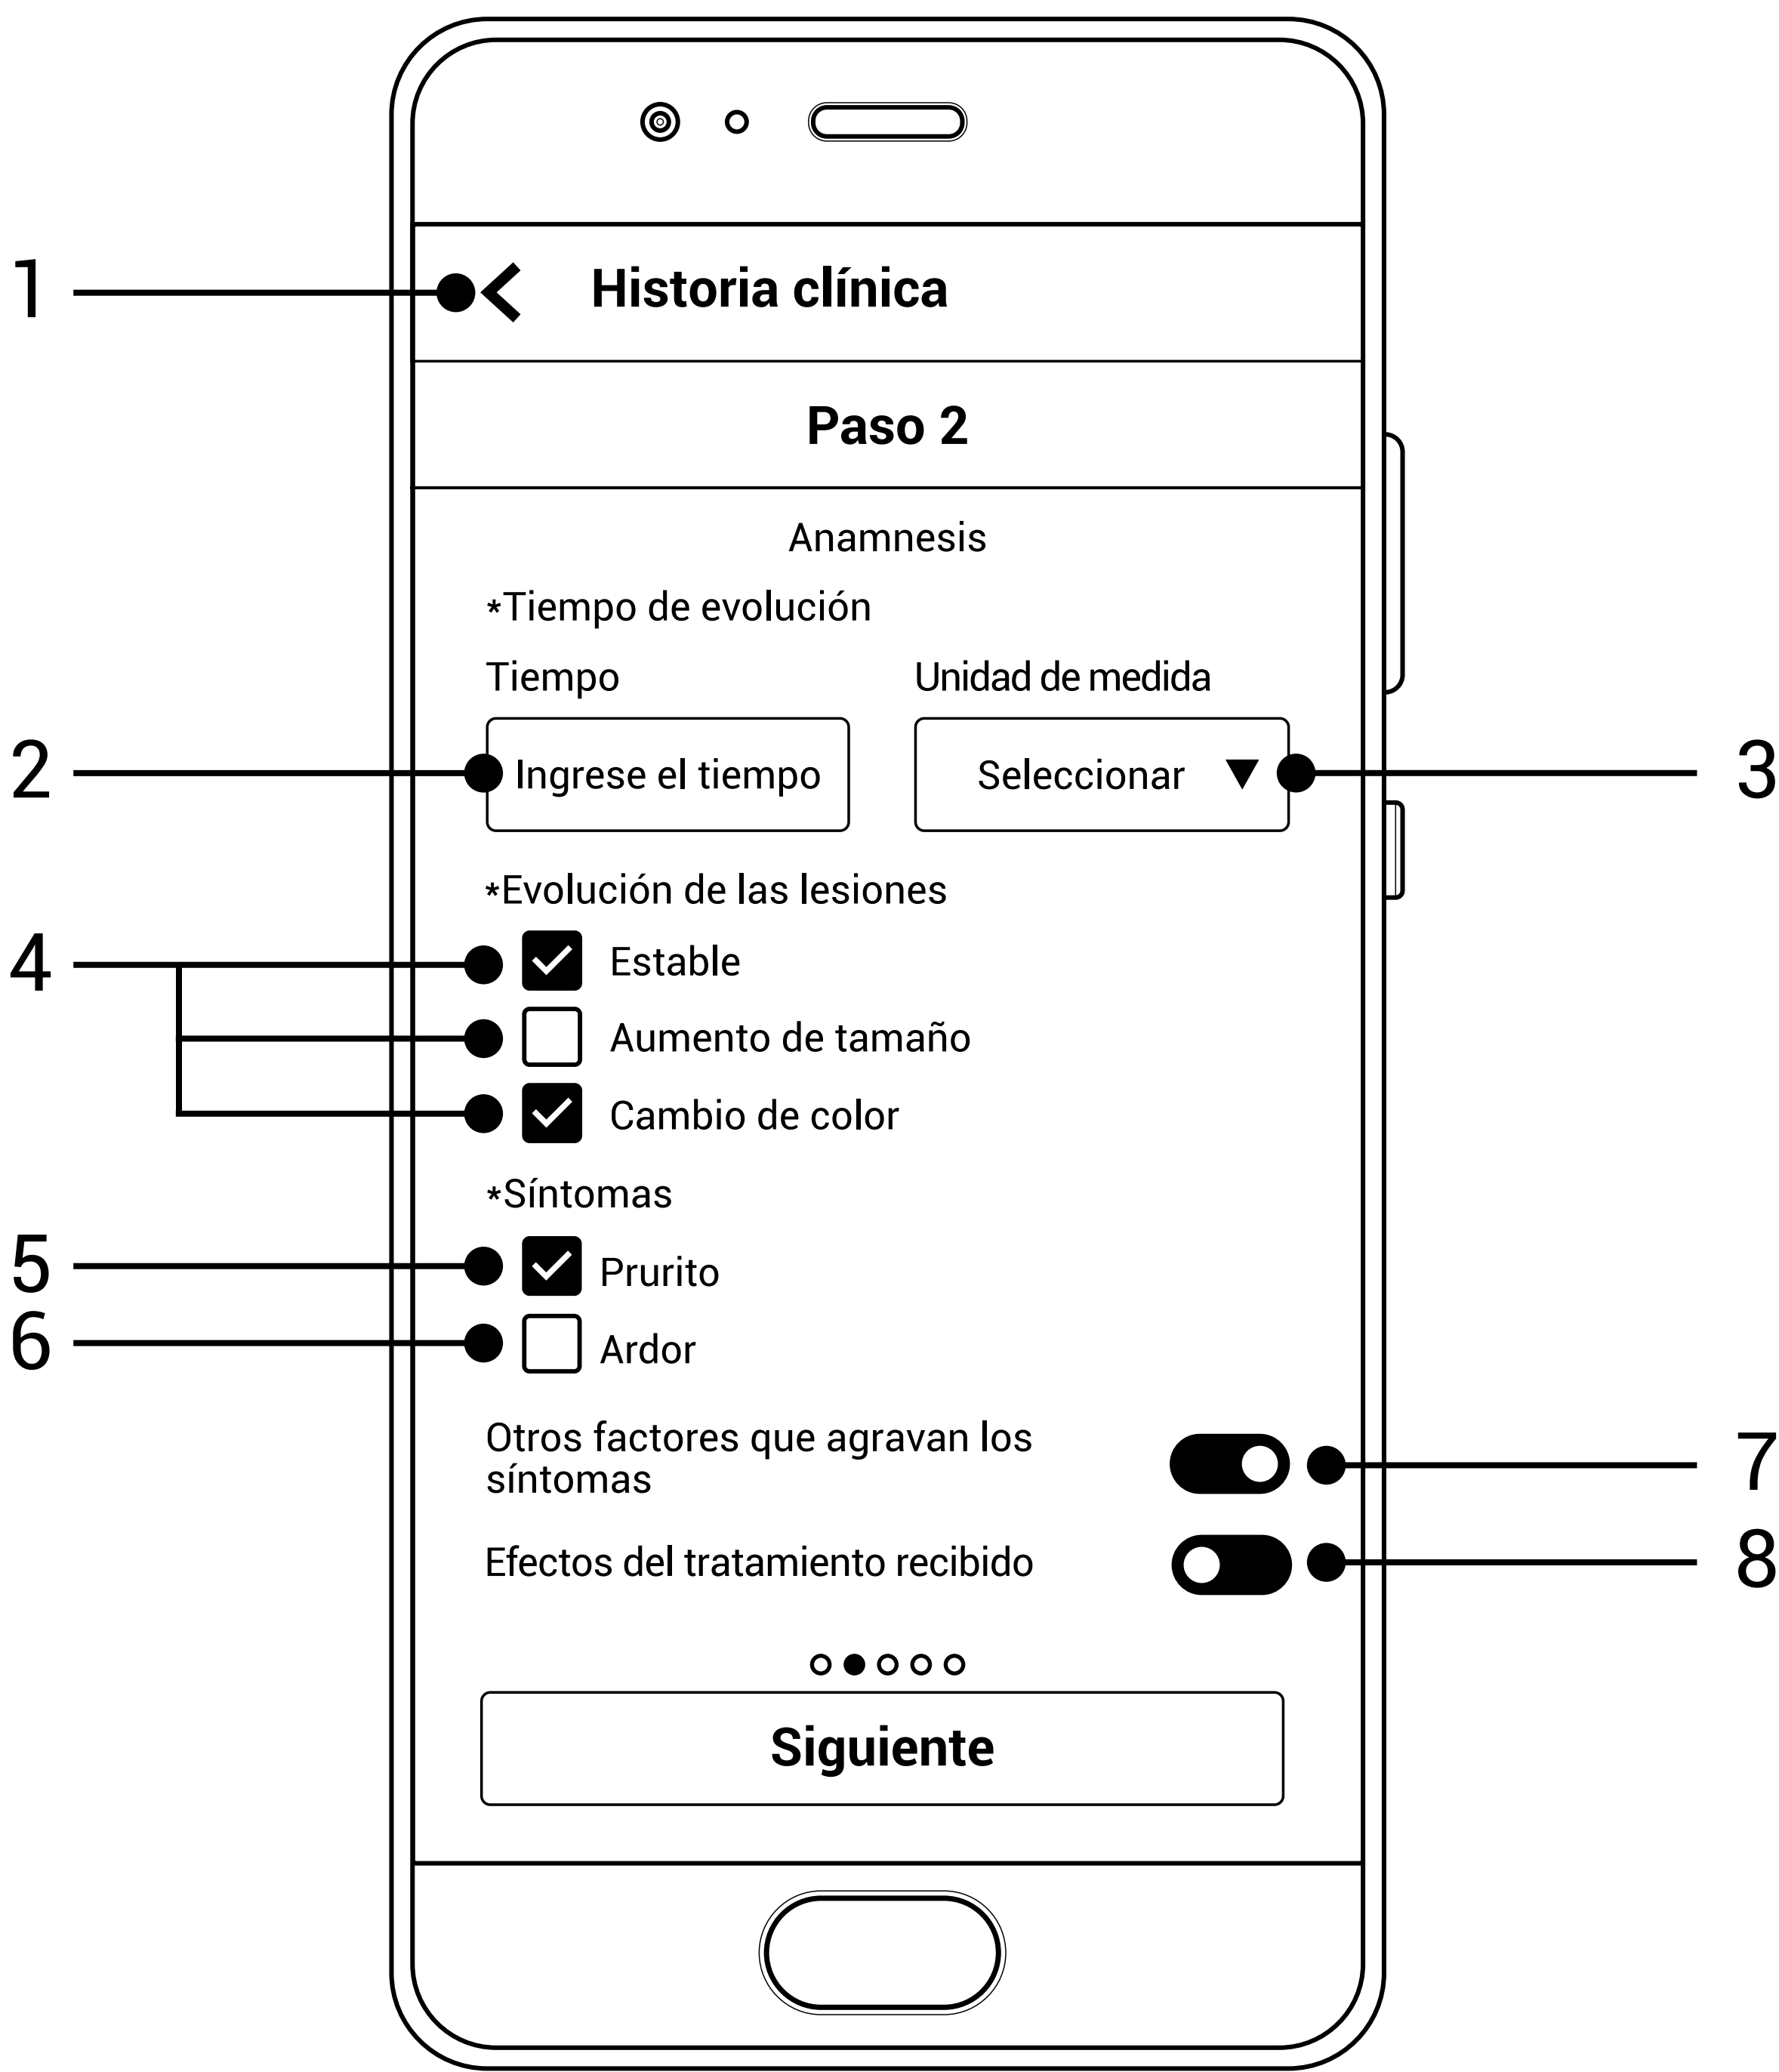 1
Historia clínica
Paso 2
Anamnesis
*Tiempo de evolución
Tiempo Unidad de medida
2 Ingrese el tiempo Seleccionar 3
*Evolución de las lesiones
4 Estable
Aumento de tamaño
Cambio de color
*Síntomas
5 Prurito
6 Ardor
Otros factores que agravan los
síntomas
7
Efectos del tratamiento recibido 8
Siguiente